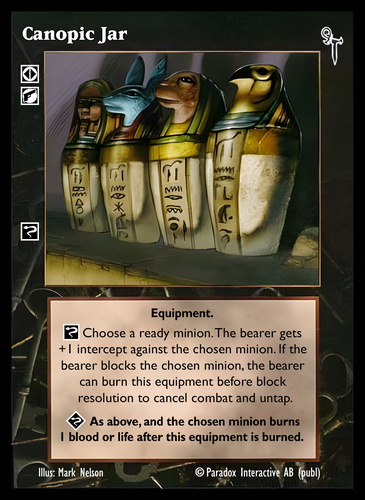 Canopic Jar
Equipment.
Choose a ready minion. The bearer gets
+1 intercept against the chosen minion. If the
bearer blocks the chosen minion, the bearer
can burn this equipment before block
resolution to cancel combat and untap.
As above, and the chosen minion burns
1 blood or life after this equipment is burned.
Illus: Mark Nelson
© Paradox Interactive AB (publ)